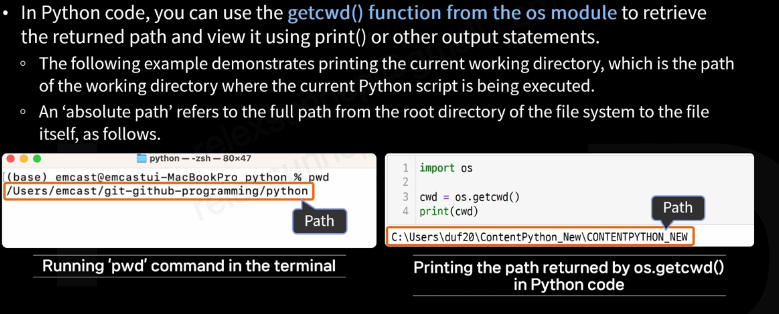 • In Python code, you can use the getcwd() function from the os module to retrieve
the returned path and view it using print() or other output statements.
○ The following example demonstrates printing the current working directory, which is the path
of the working directory where the current Python script is being executed.
○ An ‘absolute path’ refers to the full path from the root directory of the file system to the file
itself, as follows.
python — -zsh — 80×47
(base) emcast@emcastui-MacBookPro python % pwd
/Users/emcast/git-github-programming/python
Path
Running 'pwd' command in the terminal
1 import os
2
3 cwd = os.getcwd()
4 print(cwd)
Path
C:\Users\duf20\ContentPython_New\CONTENTPYTHON_NEW
Printing the path returned by os.getcwd()
in Python code